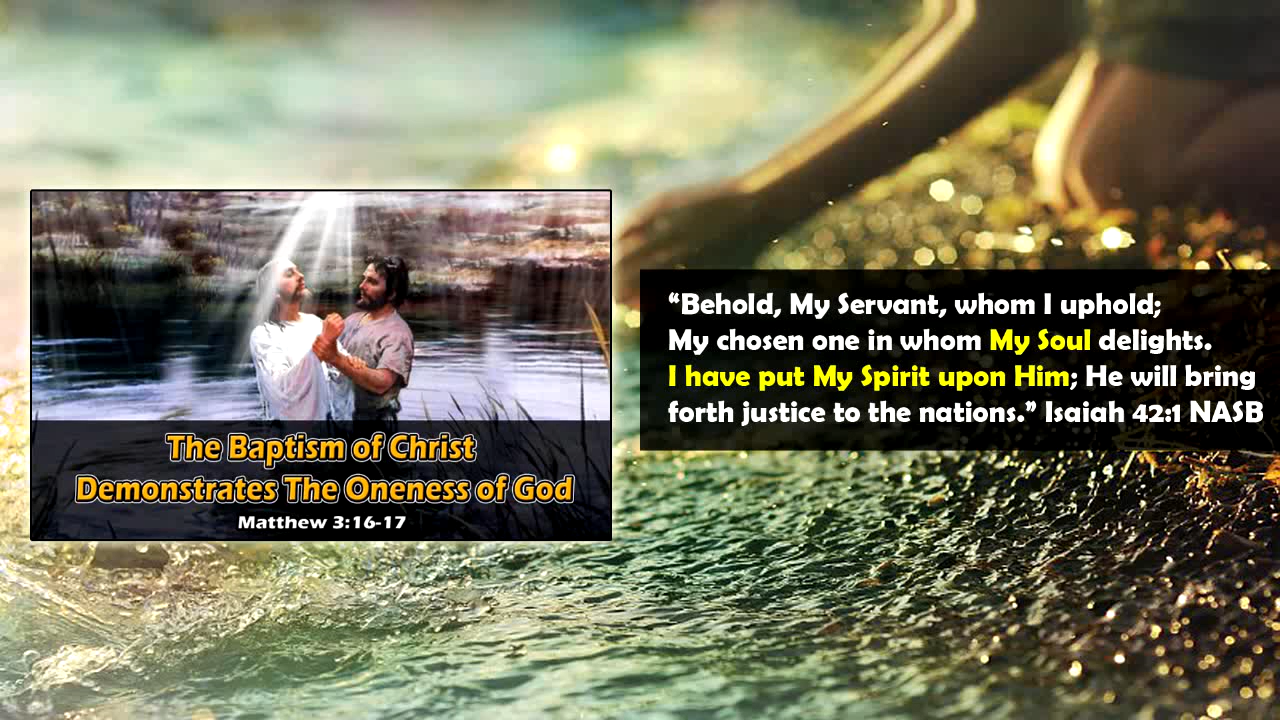 The Baptism of Christ
Demonstrates The Oneness of God
Matthew 3:16-17
“Behold, My Servant, whom I uphold;
My chosen one in whom My Soul delights.
I have put My Spirit upon Him; He will bring
forth justice to the nations.” Isaiah 42:1 NASB